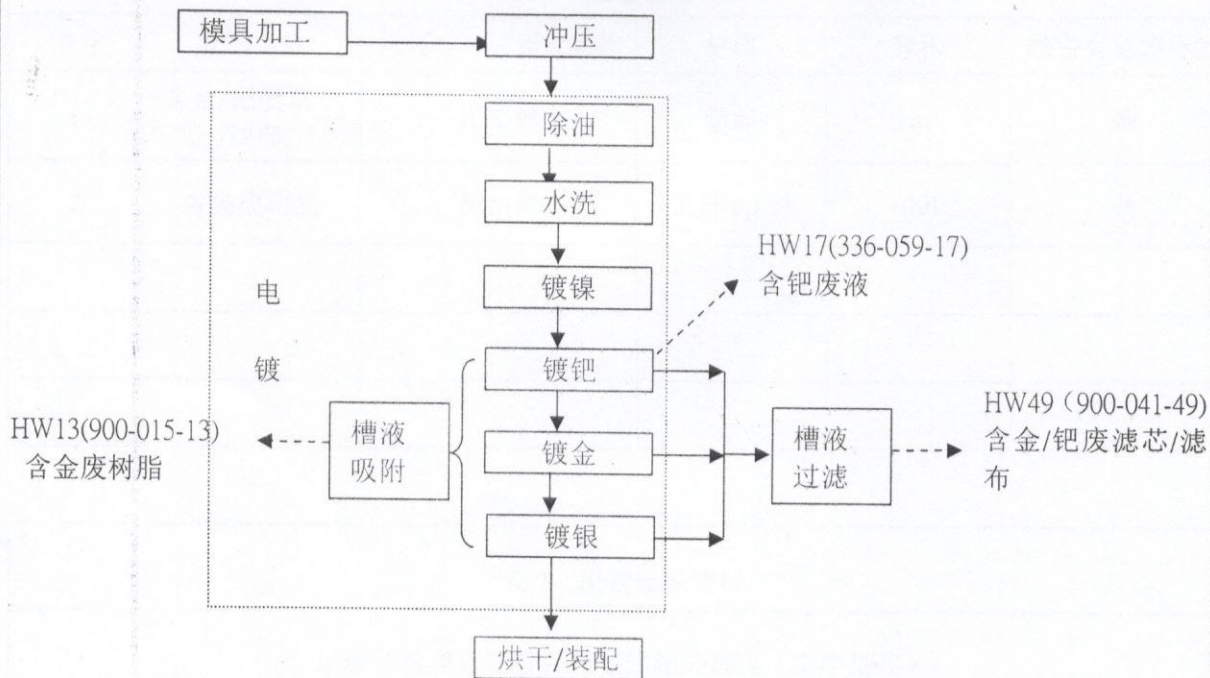 模具加工
冲压
除油
水洗
镀镍
HW17(336-059-17)
含钯废液
电
镀
镀钯
HW13(900-015-13)
含金废树脂
槽液
吸附
镀金
槽液
过滤
HW49（900-041-49)
含金/钯废滤芯/滤
布
镀银
烘干/装配